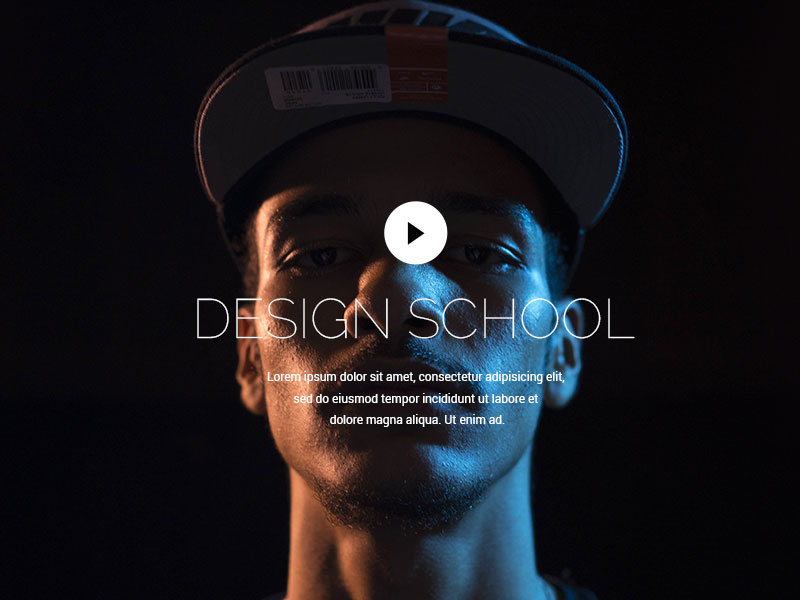 DESIGN SCHOOL
Lorem ipsum dolor sit amet, consectetur adipisicing elit,
sed do eiusmod tempor incididunt ut labore et
dolore magna aliqua. Ut enim ad.